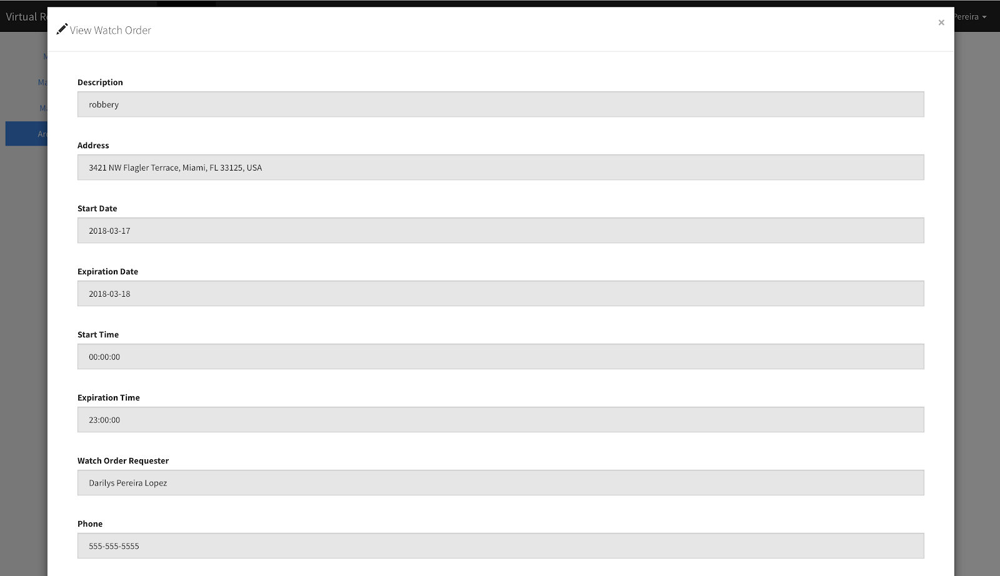 Virtual
View Watch Order
×
Pereira
Description
robbery
Address
3421 NW Flagler Terrace, Miami, FL 33125, USA
Start Date
2018-03-17
Expiration Date
2018-03-18
Start Time
00:00:00
Expiration Time
23:00:00
Watch Order Requester
Darilys Pereira Lopez
Phone
555-555-5555